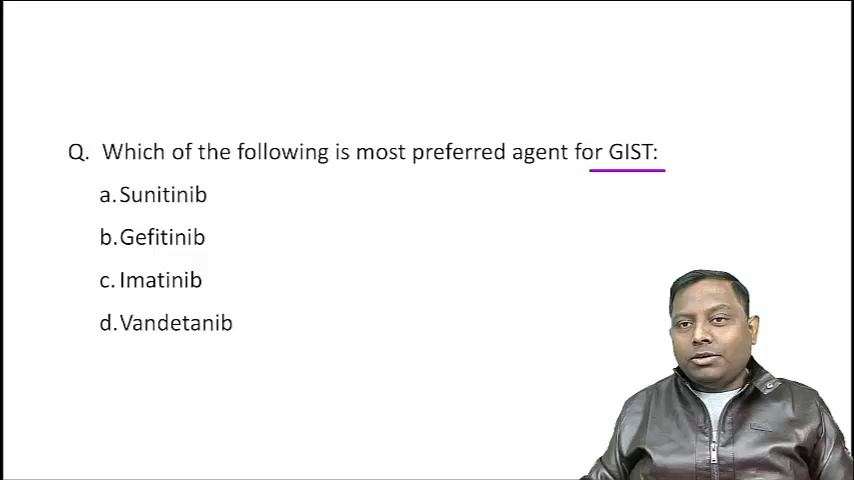 Q. Which of the following is most preferred agent for GIST:
a. Sunitinib
b. Gefitinib
c. Imatinib
d. Vandetanib